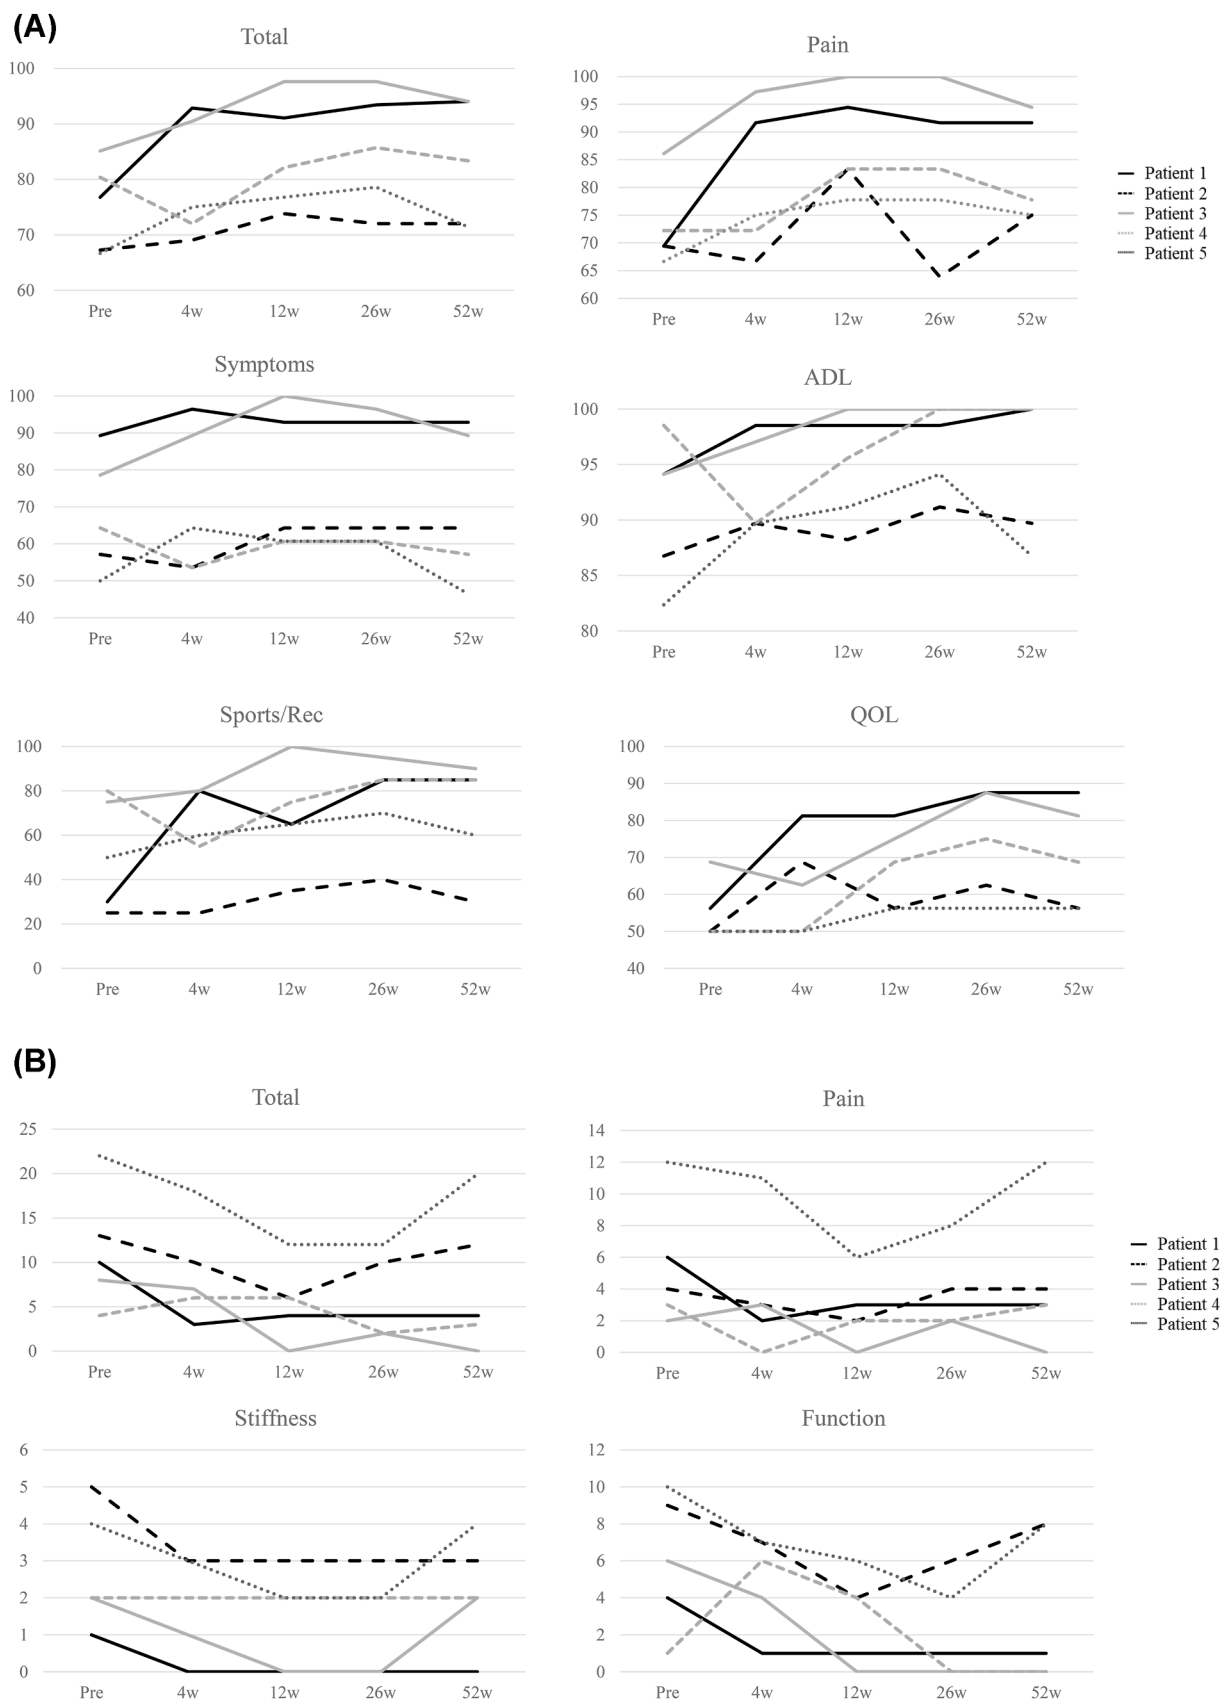 (A)
Total
100
90
80
70
60
Pre 4w 12w 26w 52w
Pain
100
95
90
85
80
75
70
65
60
Pre 4w 12w 26w 52w
Patient 1
Patient 2
Patient 3
Patient 4
Patient 5
Symptoms
100
90
80
70
60
50
40
Pre 4w 12w 26w 52w
ADL
100
95
90
85
80
Pre 4w 12w 26w 52w
Sports/Rec
100
80
60
40
20
0
Pre 4w 12w 26w 52w
QOL
100
90
80
70
60
50
40
Pre 4w 12w 26w 52w
(B)
Total
25
20
15
10
5
0
Pre 4w 12w 26w 52w
Pain
14
12
10
8
6
4
2
0
Pre 4w 12w 26w 52w
Patient 1
Patient 2
Patient 3
Patient 4
Patient 5
Stiffness
6
5
4
3
2
1
0
Pre 4w 12w 26w 52w
Function
12
10
8
6
4
2
0
Pre 4w 12w 26w 52w